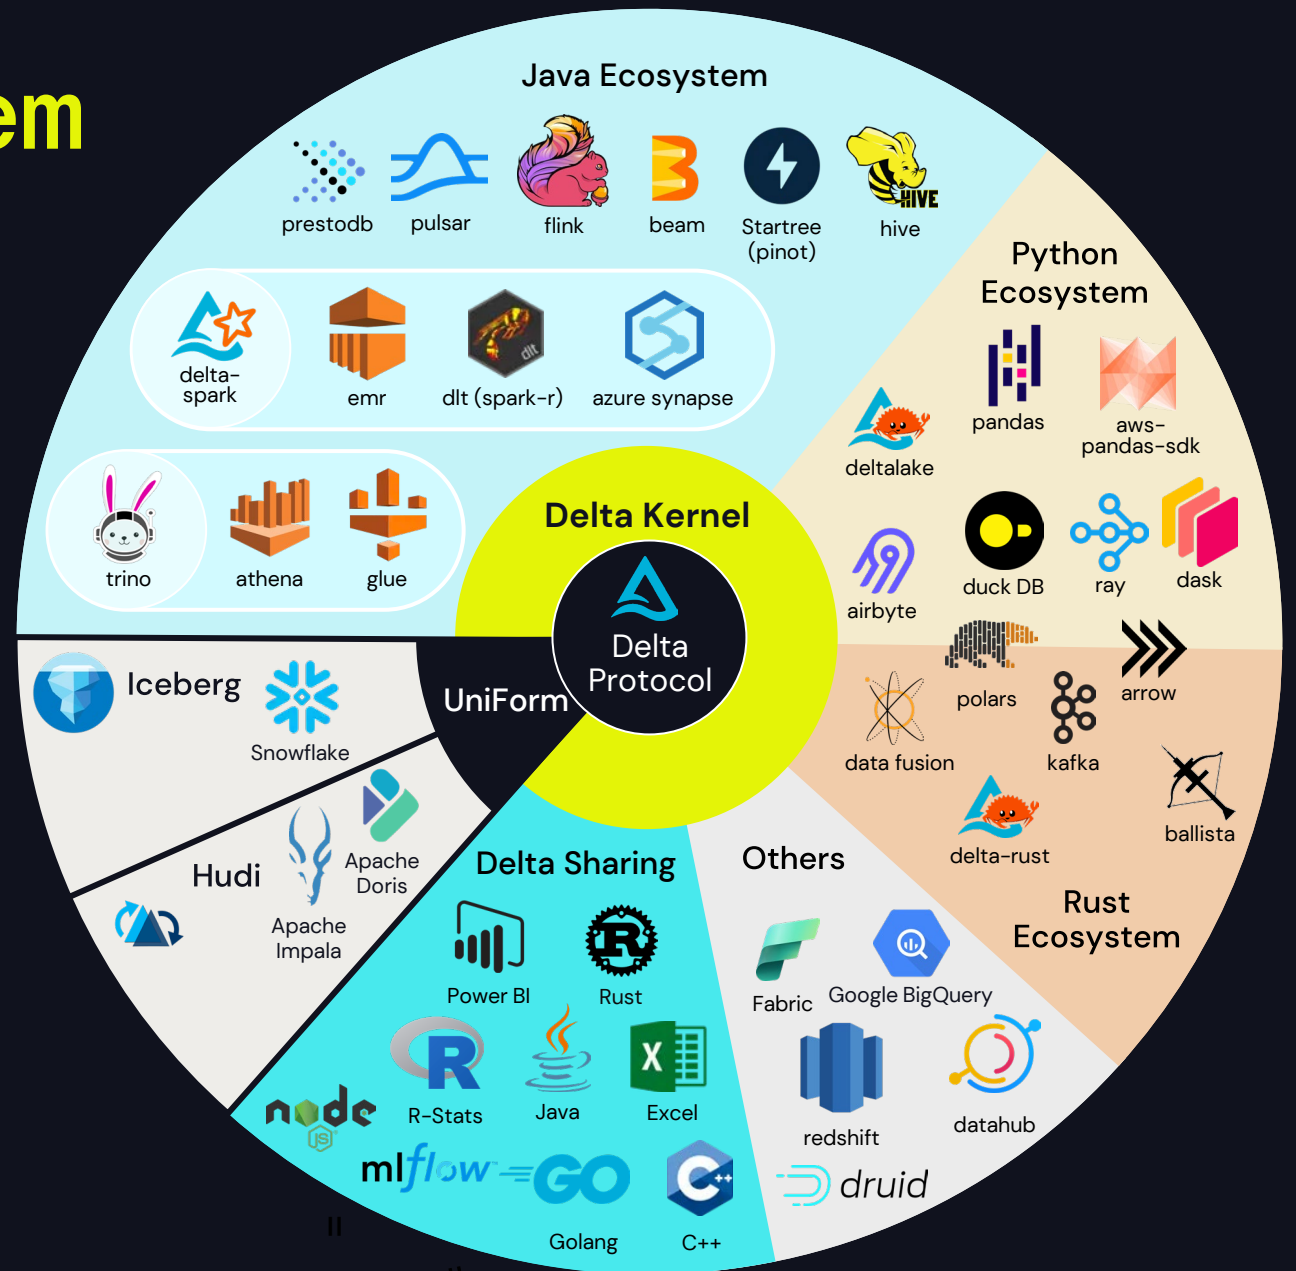 em
Java Ecosystem
prestodb
pulsar
flink
beam
Startree
(pinot)
HIVE
hive
delta-
spark
emr
dlt
dlt (spark-r)
azure synapse
trino
athena
glue
Python
Ecosystem
pandas
aws-
pandas-sdk
deltalake
airbyte
duck DB
ray
dask
Delta Kernel
Delta
Protocol
UniForm
Iceberg
Snowflake
Hudi
Apache
Doris
Apache
Impala
polars
arrow
data fusion
kafka
ballista
delta-rust
Rust
Ecosystem
Delta Sharing
Power BI
R
Rust
R
R-Stats
Java
X
Excel
node
JS
mlflow
GO
Golang
C++
C++
Others
Fabric
Google BigQuery
redshift
datahub
druid